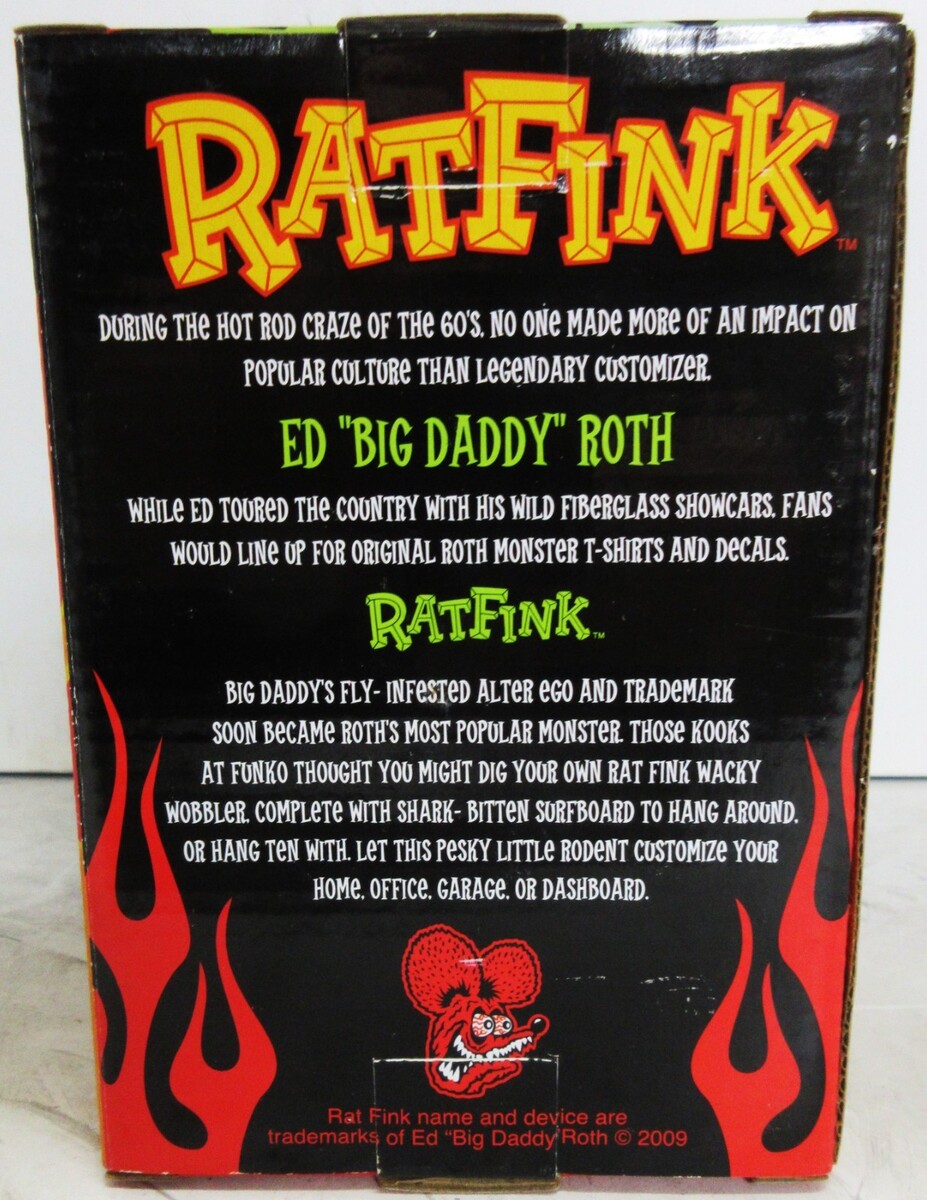 RATFINK™
DURING THE HOT ROD CRAZE OF THE 60'S, NO ONE MADE MORE OF AN IMPACT ON
POPULAR CULTURE THAN LEGENDARY CUSTOMIZER,
ED "BIG DADDY" ROTH
WHILE ED TOURED THE COUNTRY WITH HIS WILD FIBERGLASS SHOWCARS, FANS
WOULD LINE UP FOR ORIGINAL ROTH MONSTER T-SHIRTS AND DECALS.
RATFINK™
BIG DADDY'S FLY- INFESTED ALTER EGO AND TRADEMARK
SOON BECAME ROTH'S MOST POPULAR MONSTER. THOSE KOOKS
AT FUNKO THOUGHT YOU MIGHT DIG YOUR OWN RAT FINK WACKY
WOBBLER, COMPLETE WITH SHARK- BITTEN SURFBOARD TO HANG AROUND,
OR HANG TEN WITH. LET THIS PESKY LITTLE RODENT CUSTOMIZE YOUR
HOME, OFFICE, GARAGE, OR DASHBOARD.
Rat Fink name and device are
trademarks of Ed "Big Daddy Roth © 2009